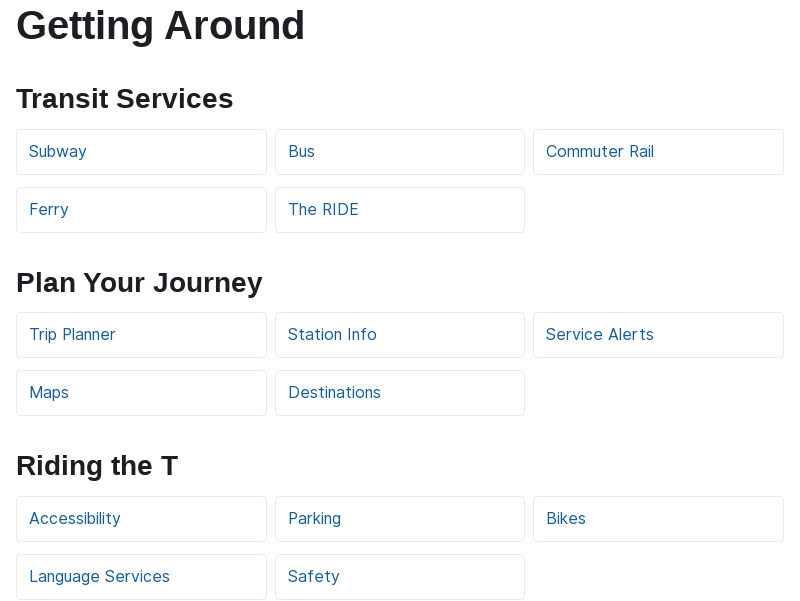 Getting Around
Transit Services
Subway
Bus
Commuter Rail
Ferry
The RIDE
Plan Your Journey
Trip Planner
Station Info
Service Alerts
Maps
Destinations
Riding the T
Accessibility
Parking
Bikes
Language Services
Safety